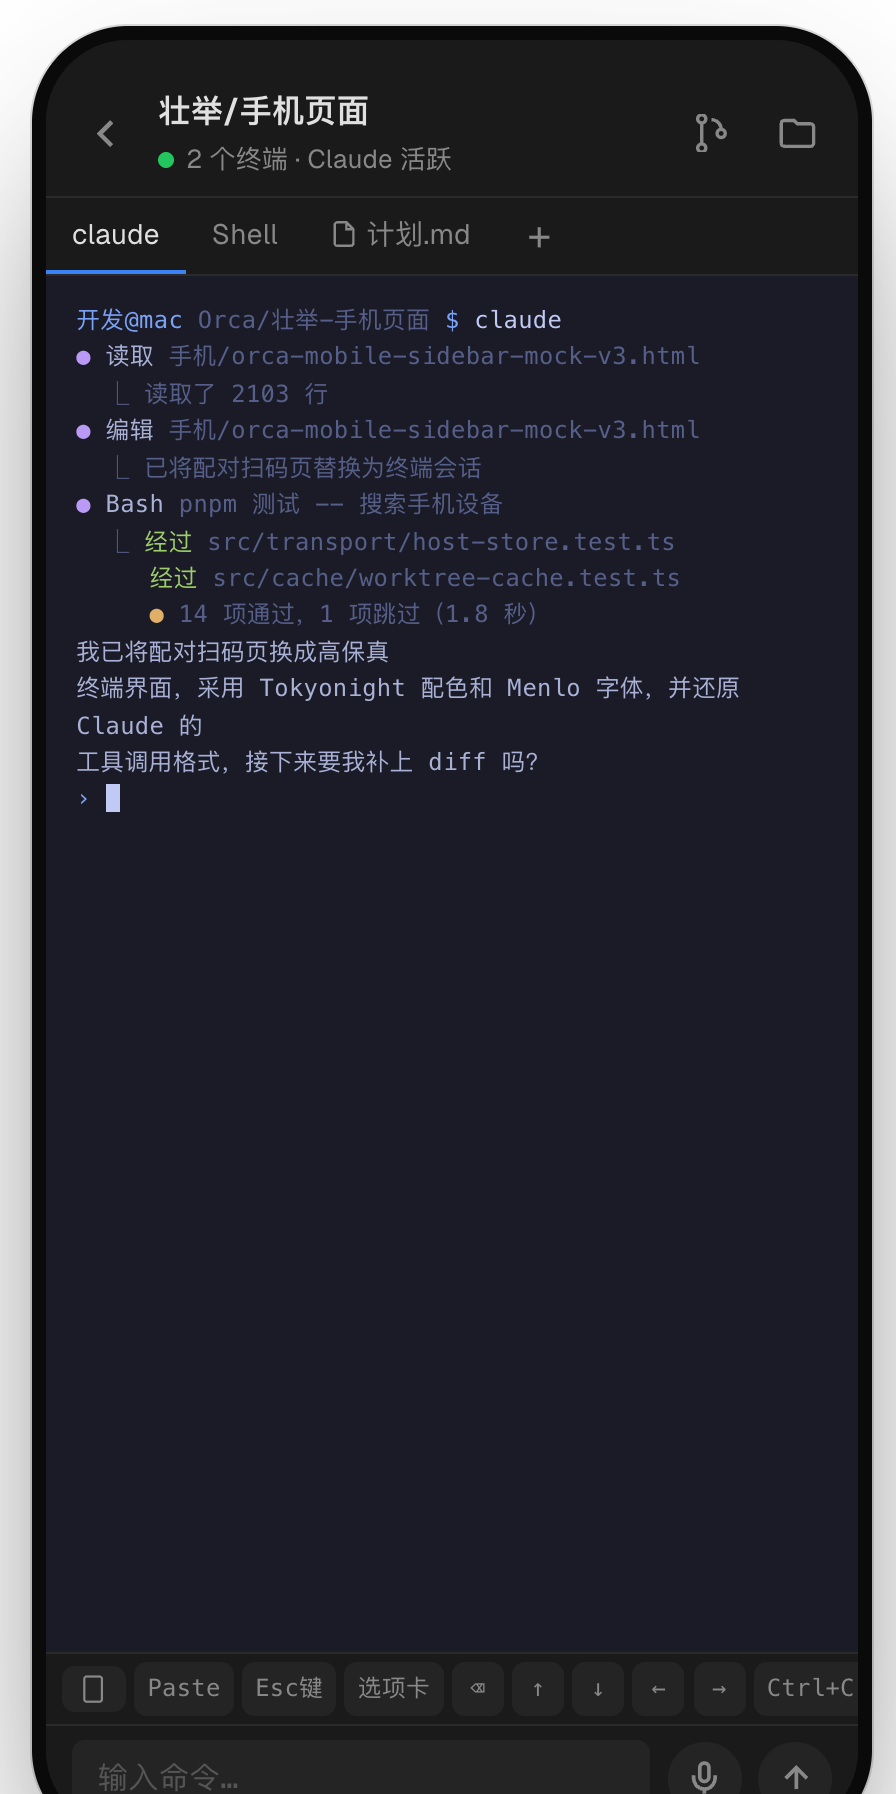 壮举/手机页面
2 个终端 · Claude 活跃
claude Shell 计划.md +
开发@mac Orca/壮举-手机页面 $ claude
● 读取 手机/orca-mobile-sidebar-mock-v3.html
⎿ 读取了 2103 行
● 编辑 手机/orca-mobile-sidebar-mock-v3.html
⎿ 已将配对扫码页替换为终端会话
● Bash pnpm 测试 -- 搜索手机设备
⎿ 经过 src/transport/host-store.test.ts
经过 src/cache/worktree-cache.test.ts
● 14 项通过, 1 项跳过 (1.8 秒)
我已将配对扫码页换成高保真
终端界面, 采用 Tokyonight 配色和 Menlo 字体, 并还原
Claude 的
工具调用格式, 接下来要我补上 diff 吗?
›
Paste Esc键 选项卡 ⌫ ↑ ↓ ← → Ctrl+C
输入命令…